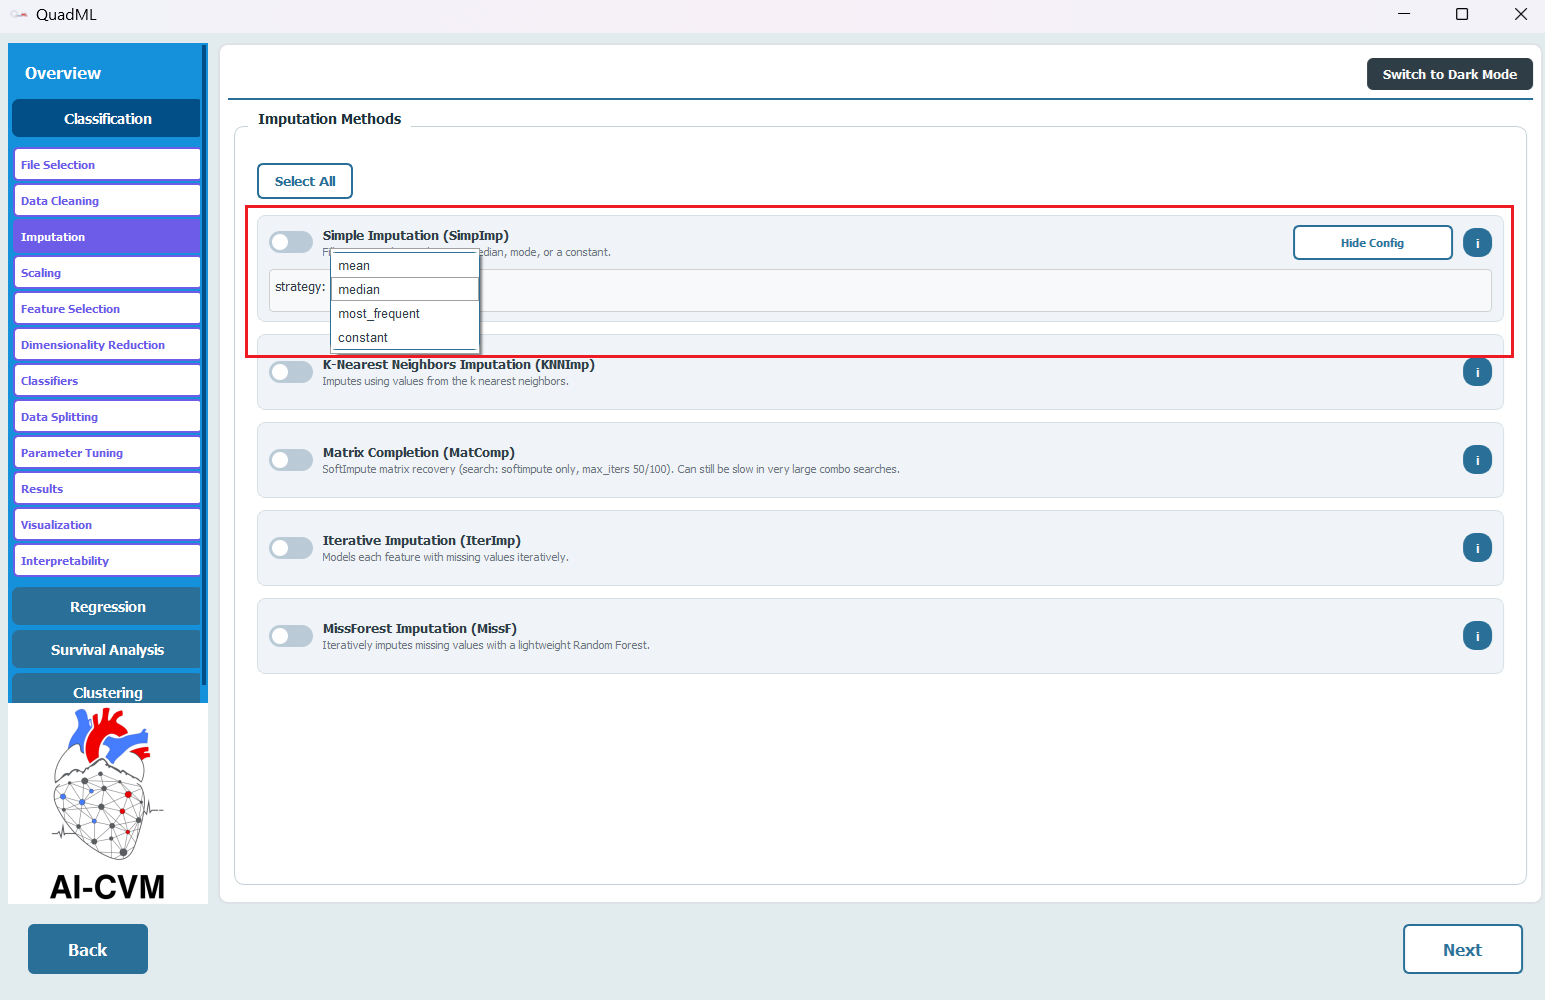 QuadML
Overview
Switch to Dark Mode
Classification
Imputation Methods
File Selection
Select All
Data Cleaning
Imputation
Simple Imputation (SimpImp)
edian, mode, or a constant.
Hide Config
i
mean
Scaling
strategy:
median
Feature Selection
most_frequent
constant
Dimensionality Reduction
K-Nearest Neighbors Imputation (KNNImp)
Imputes using values from the k nearest neighbors.
i
Classifiers
Data Splitting
Parameter Tuning
Matrix Completion (MatComp)
SoftImpute matrix recovery (search: softimpute only, max_iters 50/100). Can still be slow in very large combo searches.
i
Results
Visualization
Iterative Imputation (IterImp)
Models each feature with missing values iteratively.
i
Interpretability
Regression
MissForest Imputation (MissF)
Iteratively imputes missing values with a lightweight Random Forest.
i
Survival Analysis
Clustering
AI-CVM
Back
Next